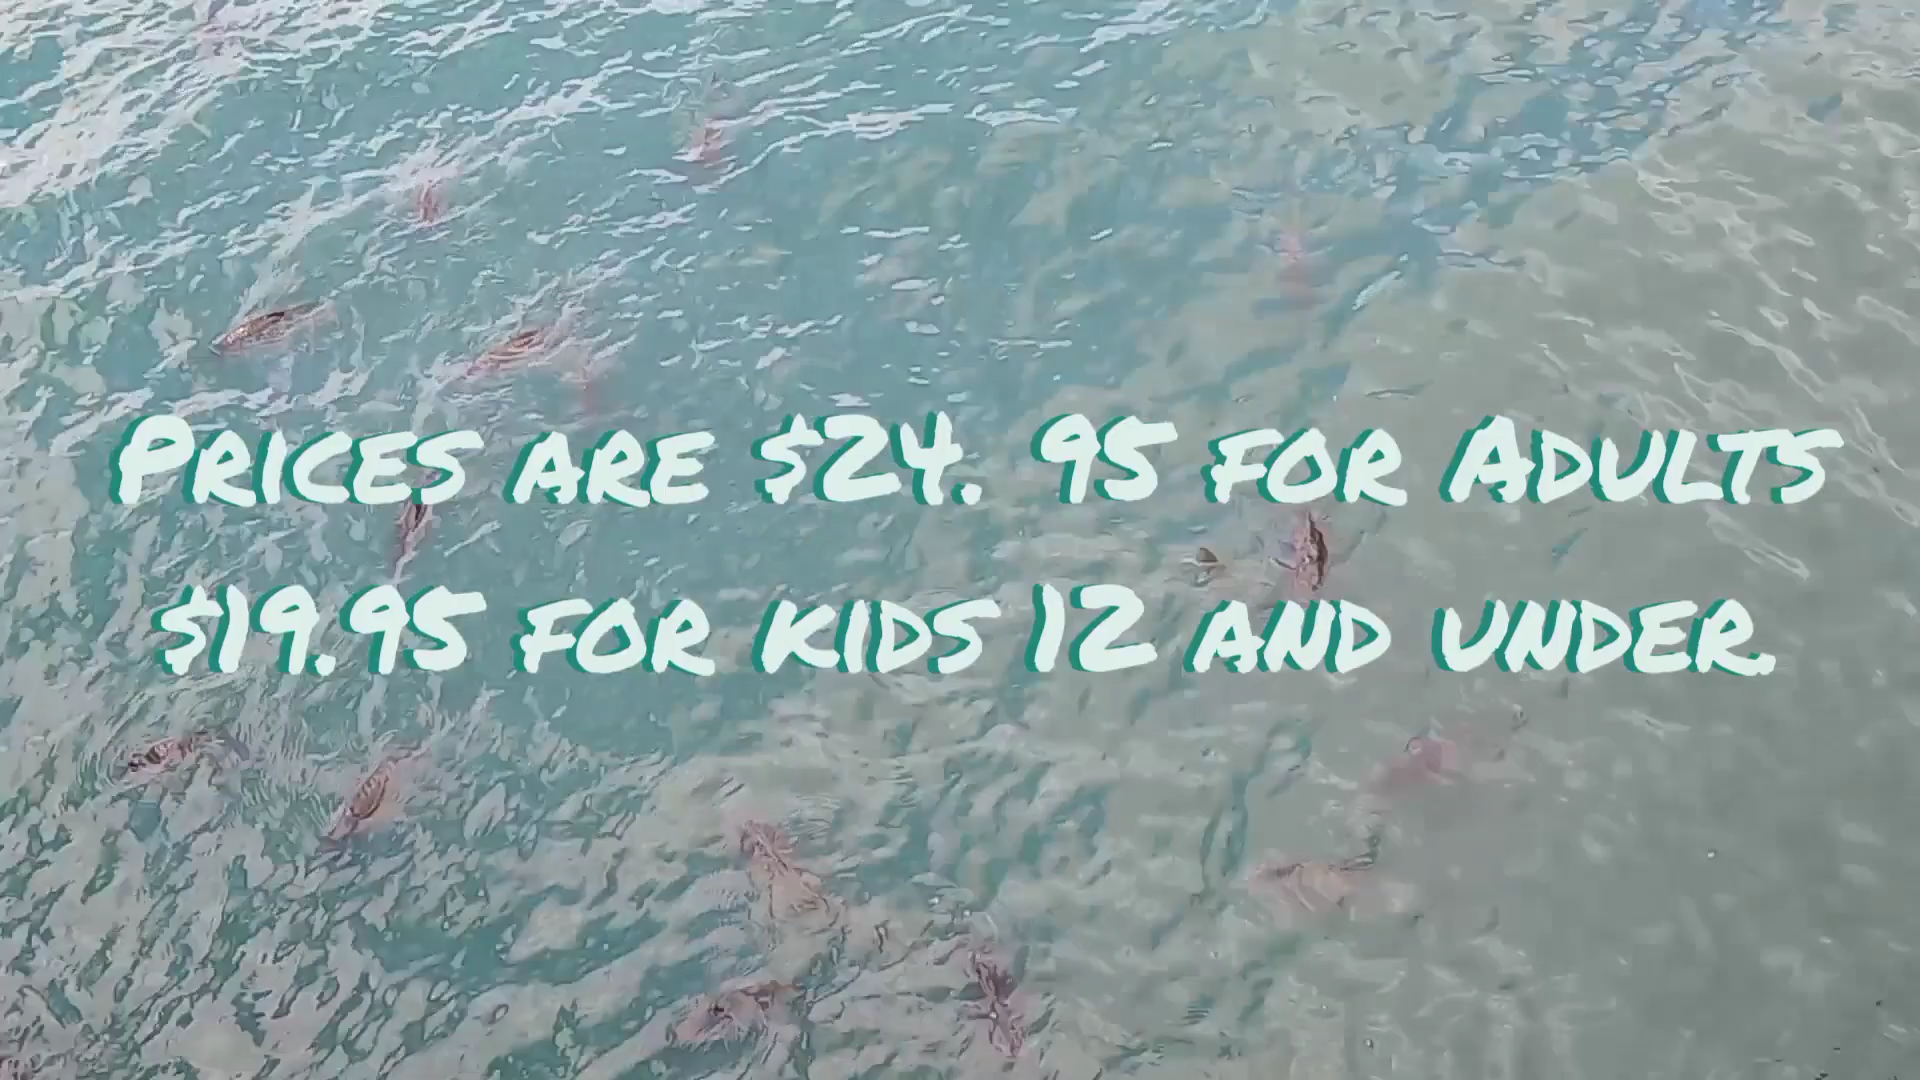 Prices are $24. 95 for Adults
$19.95 for kids 12 and under.